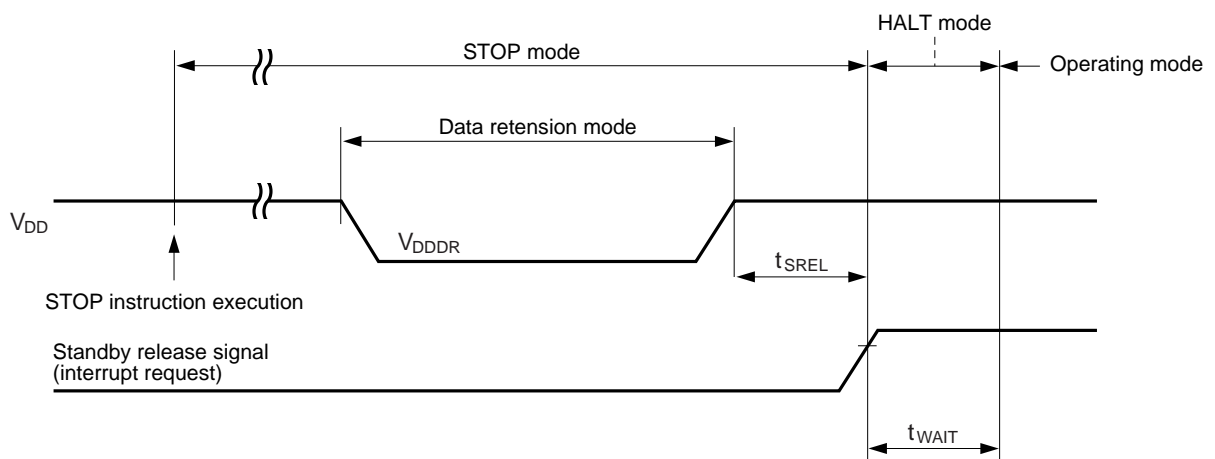 HALT mode
STOP mode
Operating mode
Data retension mode
VDD
VDDDR
tSREL
STOP instruction execution
Standby release signal
(interrupt request)
tWAIT